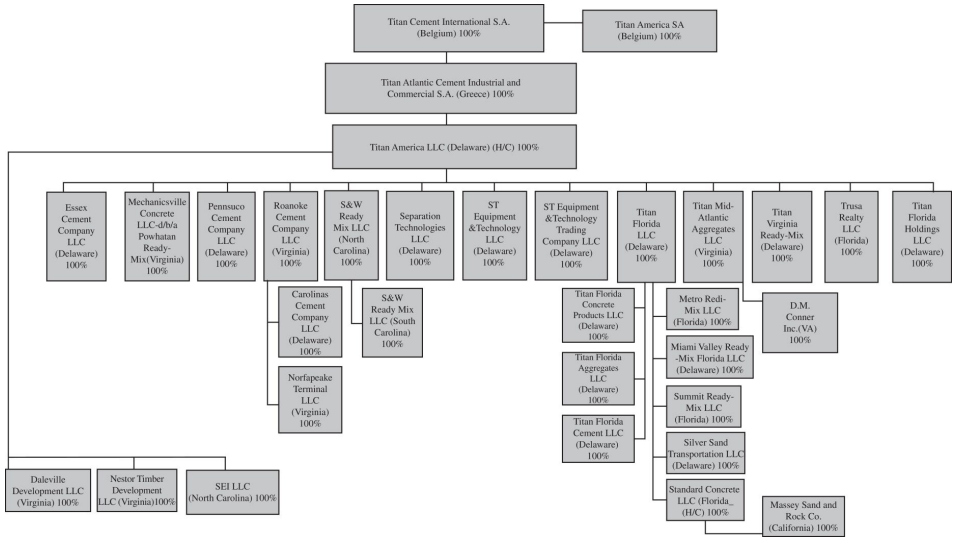 Titan Cement International S.A.
(Belgium) 100%
Titan America SA
(Belgium) 100%
Titan Atlantic Cement Industrial and
Commercial S.A. (Greece) 100%
Titan America LLC (Delaware) (H/C) 100%
Essex
Cement
Company
LLC
(Delaware)
100%
Mechanicsville
Concrete
LLC-d/b/a
Powhatan
Ready-
Mix(Virginia)
100%
Pennsuco
Cement
Company
LLC
(Delaware)
100%
Roanoke
Cement
Company
LLC
(Virginia)
100%
S&W
Ready
Mix LLC
(North
Carolina)
100%
Separation
Technologies
LLC
(Delaware)
100%
ST
Equipment
&Technology
LLC
(Delaware)
100%
ST Equipment
&Technology
Trading
Company LLC
(Delaware)
100%
Titan
Florida
LLC
(Delaware)
100%
Titan Mid-
Atlantic
Aggregates
LLC
(Virginia)
100%
Titan
Virginia
Ready-Mix
(Delaware)
100%
Trusa
Realty
LLC
(Florida)
100%
Titan
Florida
Holdings
LLC
(Delaware)
100%
Carolinas
Cement
Company
LLC
(Delaware)
100%
S&W
Ready Mix
LLC (South
Carolina)
100%
Titan Florida
Concrete
Products LLC
(Delaware)
100%
Metro Redi-
Mix LLC
(Florida) 100%
D.M.
Conner
Inc.(VA)
100%
Miami Valley Ready
-Mix Florida LLC
(Delaware) 100%
Titan Florida
Aggregates
LLC
(Delaware)
100%
Norfapeake
Terminal
LLC
(Virginia)
100%
Summit Ready-
Mix LLC
(Florida) 100%
Titan Florida
Cement LLC
(Delaware)
100%
Silver Sand
Transportation LLC
(Delaware) 100%
Daleville
Development LLC
(Virginia) 100%
Nestor Timber
Development
LLC (Virginia)100%
SEI LLC
(North Carolina) 100%
Standard Concrete
LLC (Florida_
(H/C) 100%
Massey Sand and
Rock Co.
(California) 100%